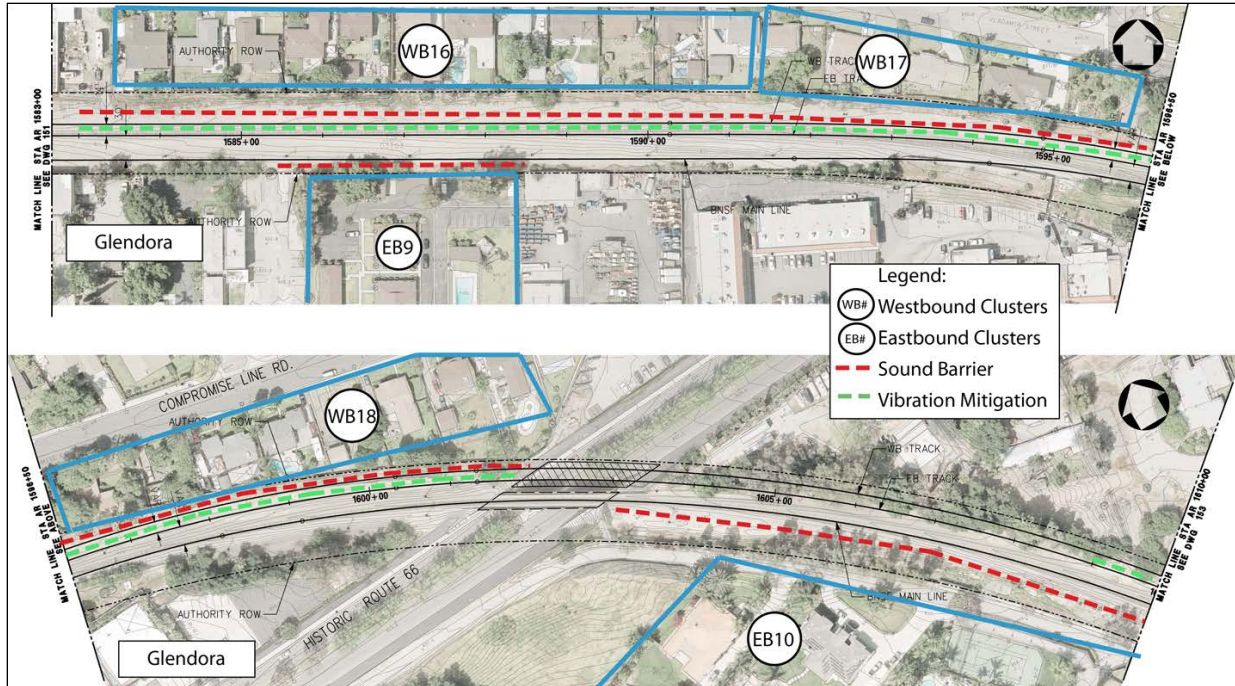 VLADAMIR STREET
WB16
WB17
AUTHORITY ROW
WB TRACK
EB TRACK
MATCH LINE STA AR 1583+00
SEE DWG 151
1585+00
1590+00
1595+00
MATCH LINE STA AR 1596+50
SEE BELOW
AUTHORITY ROW
BNSF MAIN LINE
Glendora
EB9
Legend:
WB# Westbound Clusters
EB# Eastbound Clusters
Sound Barrier
Vibration Mitigation
COMPROMISE LINE RD.
AUTHORITY ROW
WB18
WB TRACK
EB TRACK
MATCH LINE STA AR 1596+50
SEE ABOVE
1600+00
1605+00
MATCH LINE STA AR 1610+00
SEE DWG 153
AUTHORITY ROW
HISTORIC ROUTE 66
BNSF MAIN LINE
Glendora
EB10